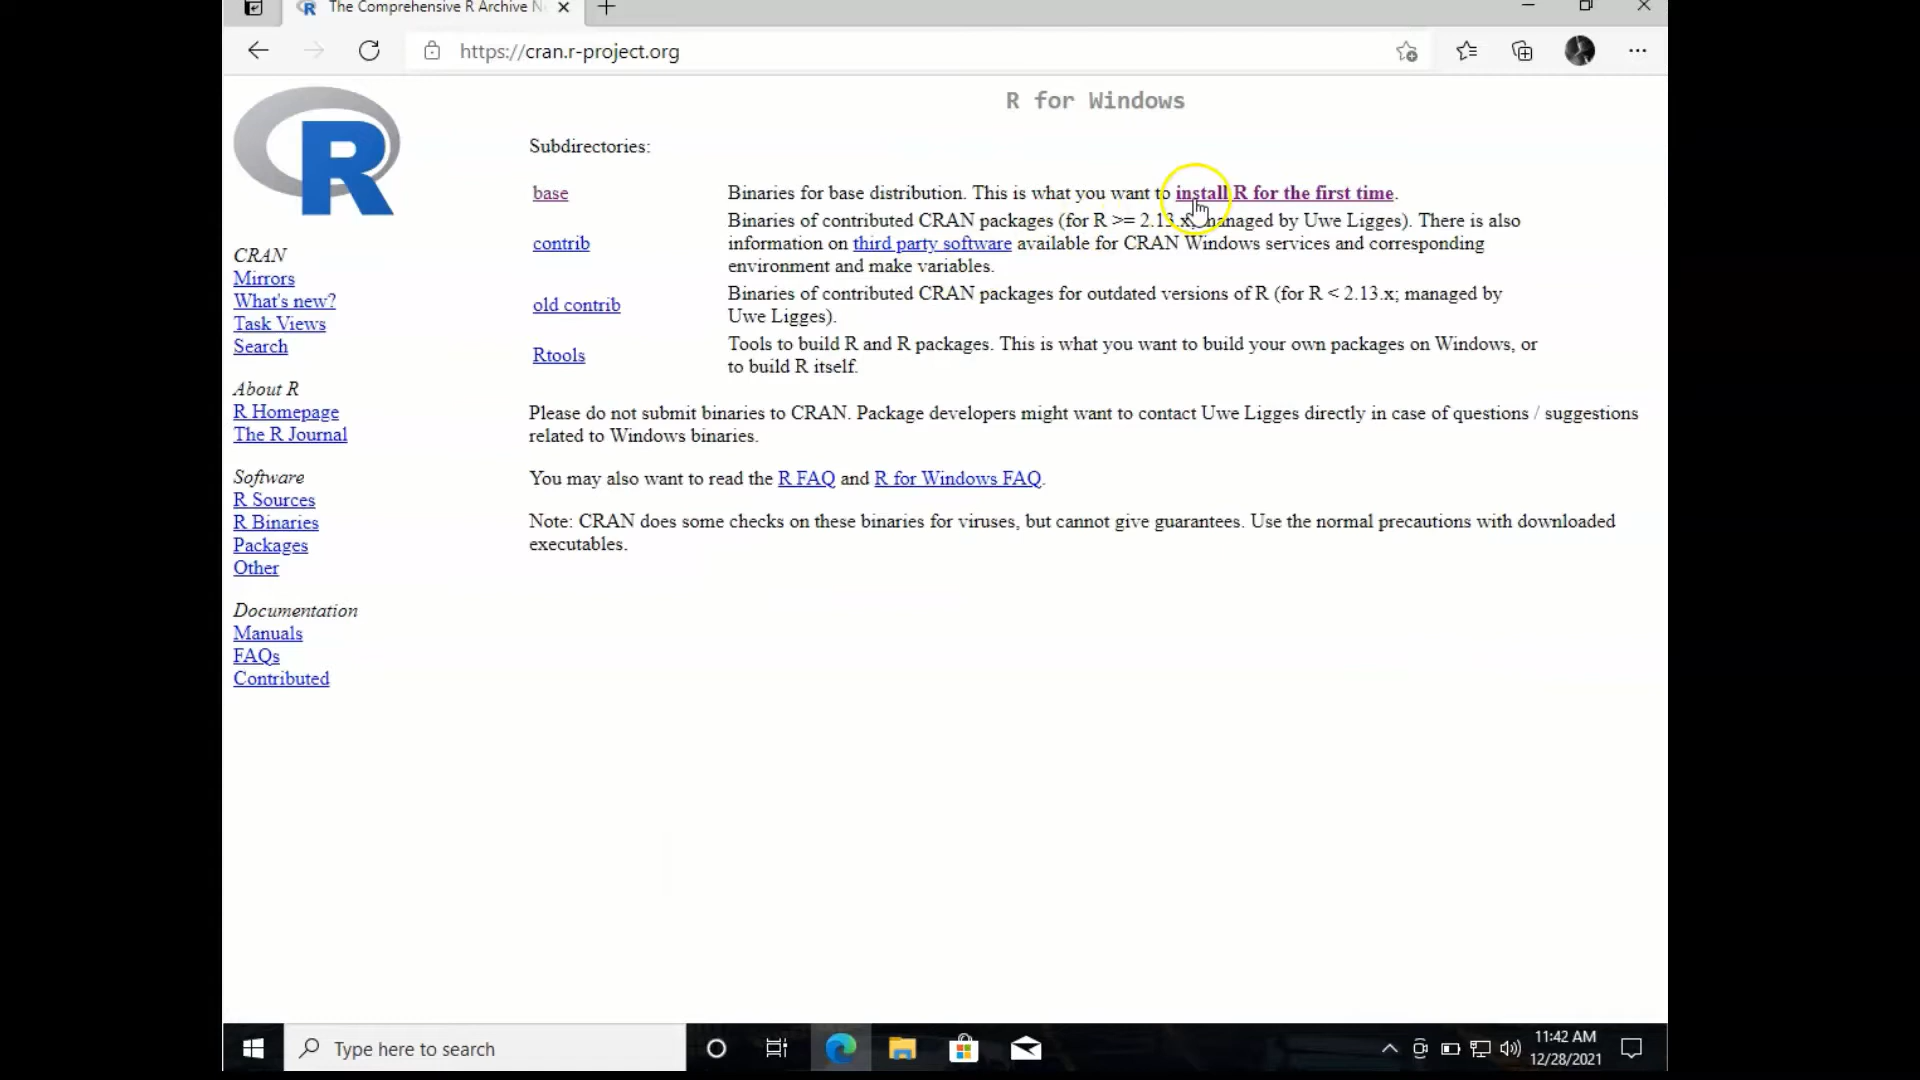 The Comprehensive R Archive N
https://cran.r-project.org
R
R for Windows
Subdirectories:
base
Binaries for base distribution. This is what you want to install R for the first time.
contrib
Binaries of contributed CRAN packages (for R >= 2.13.x; managed by Uwe Ligges). There is also
information on third party software available for CRAN Windows services and corresponding
environment and make variables.
old contrib
Binaries of contributed CRAN packages for outdated versions of R (for R < 2.13.x; managed by
Uwe Ligges).
Rtools
Tools to build R and R packages. This is what you want to build your own packages on Windows, or
to build R itself.
Please do not submit binaries to CRAN. Package developers might want to contact Uwe Ligges directly in case of questions / suggestions
related to Windows binaries.
You may also want to read the R FAQ and R for Windows FAQ.
Note: CRAN does some checks on these binaries for viruses, but cannot give guarantees. Use the normal precautions with downloaded
executables.
CRAN
Mirrors
What's new?
Task Views
Search
About R
R Homepage
The R Journal
Software
R Sources
R Binaries
Packages
Other
Documentation
Manuals
FAQs
Contributed
Type here to search
11:42 AM
12/28/2021